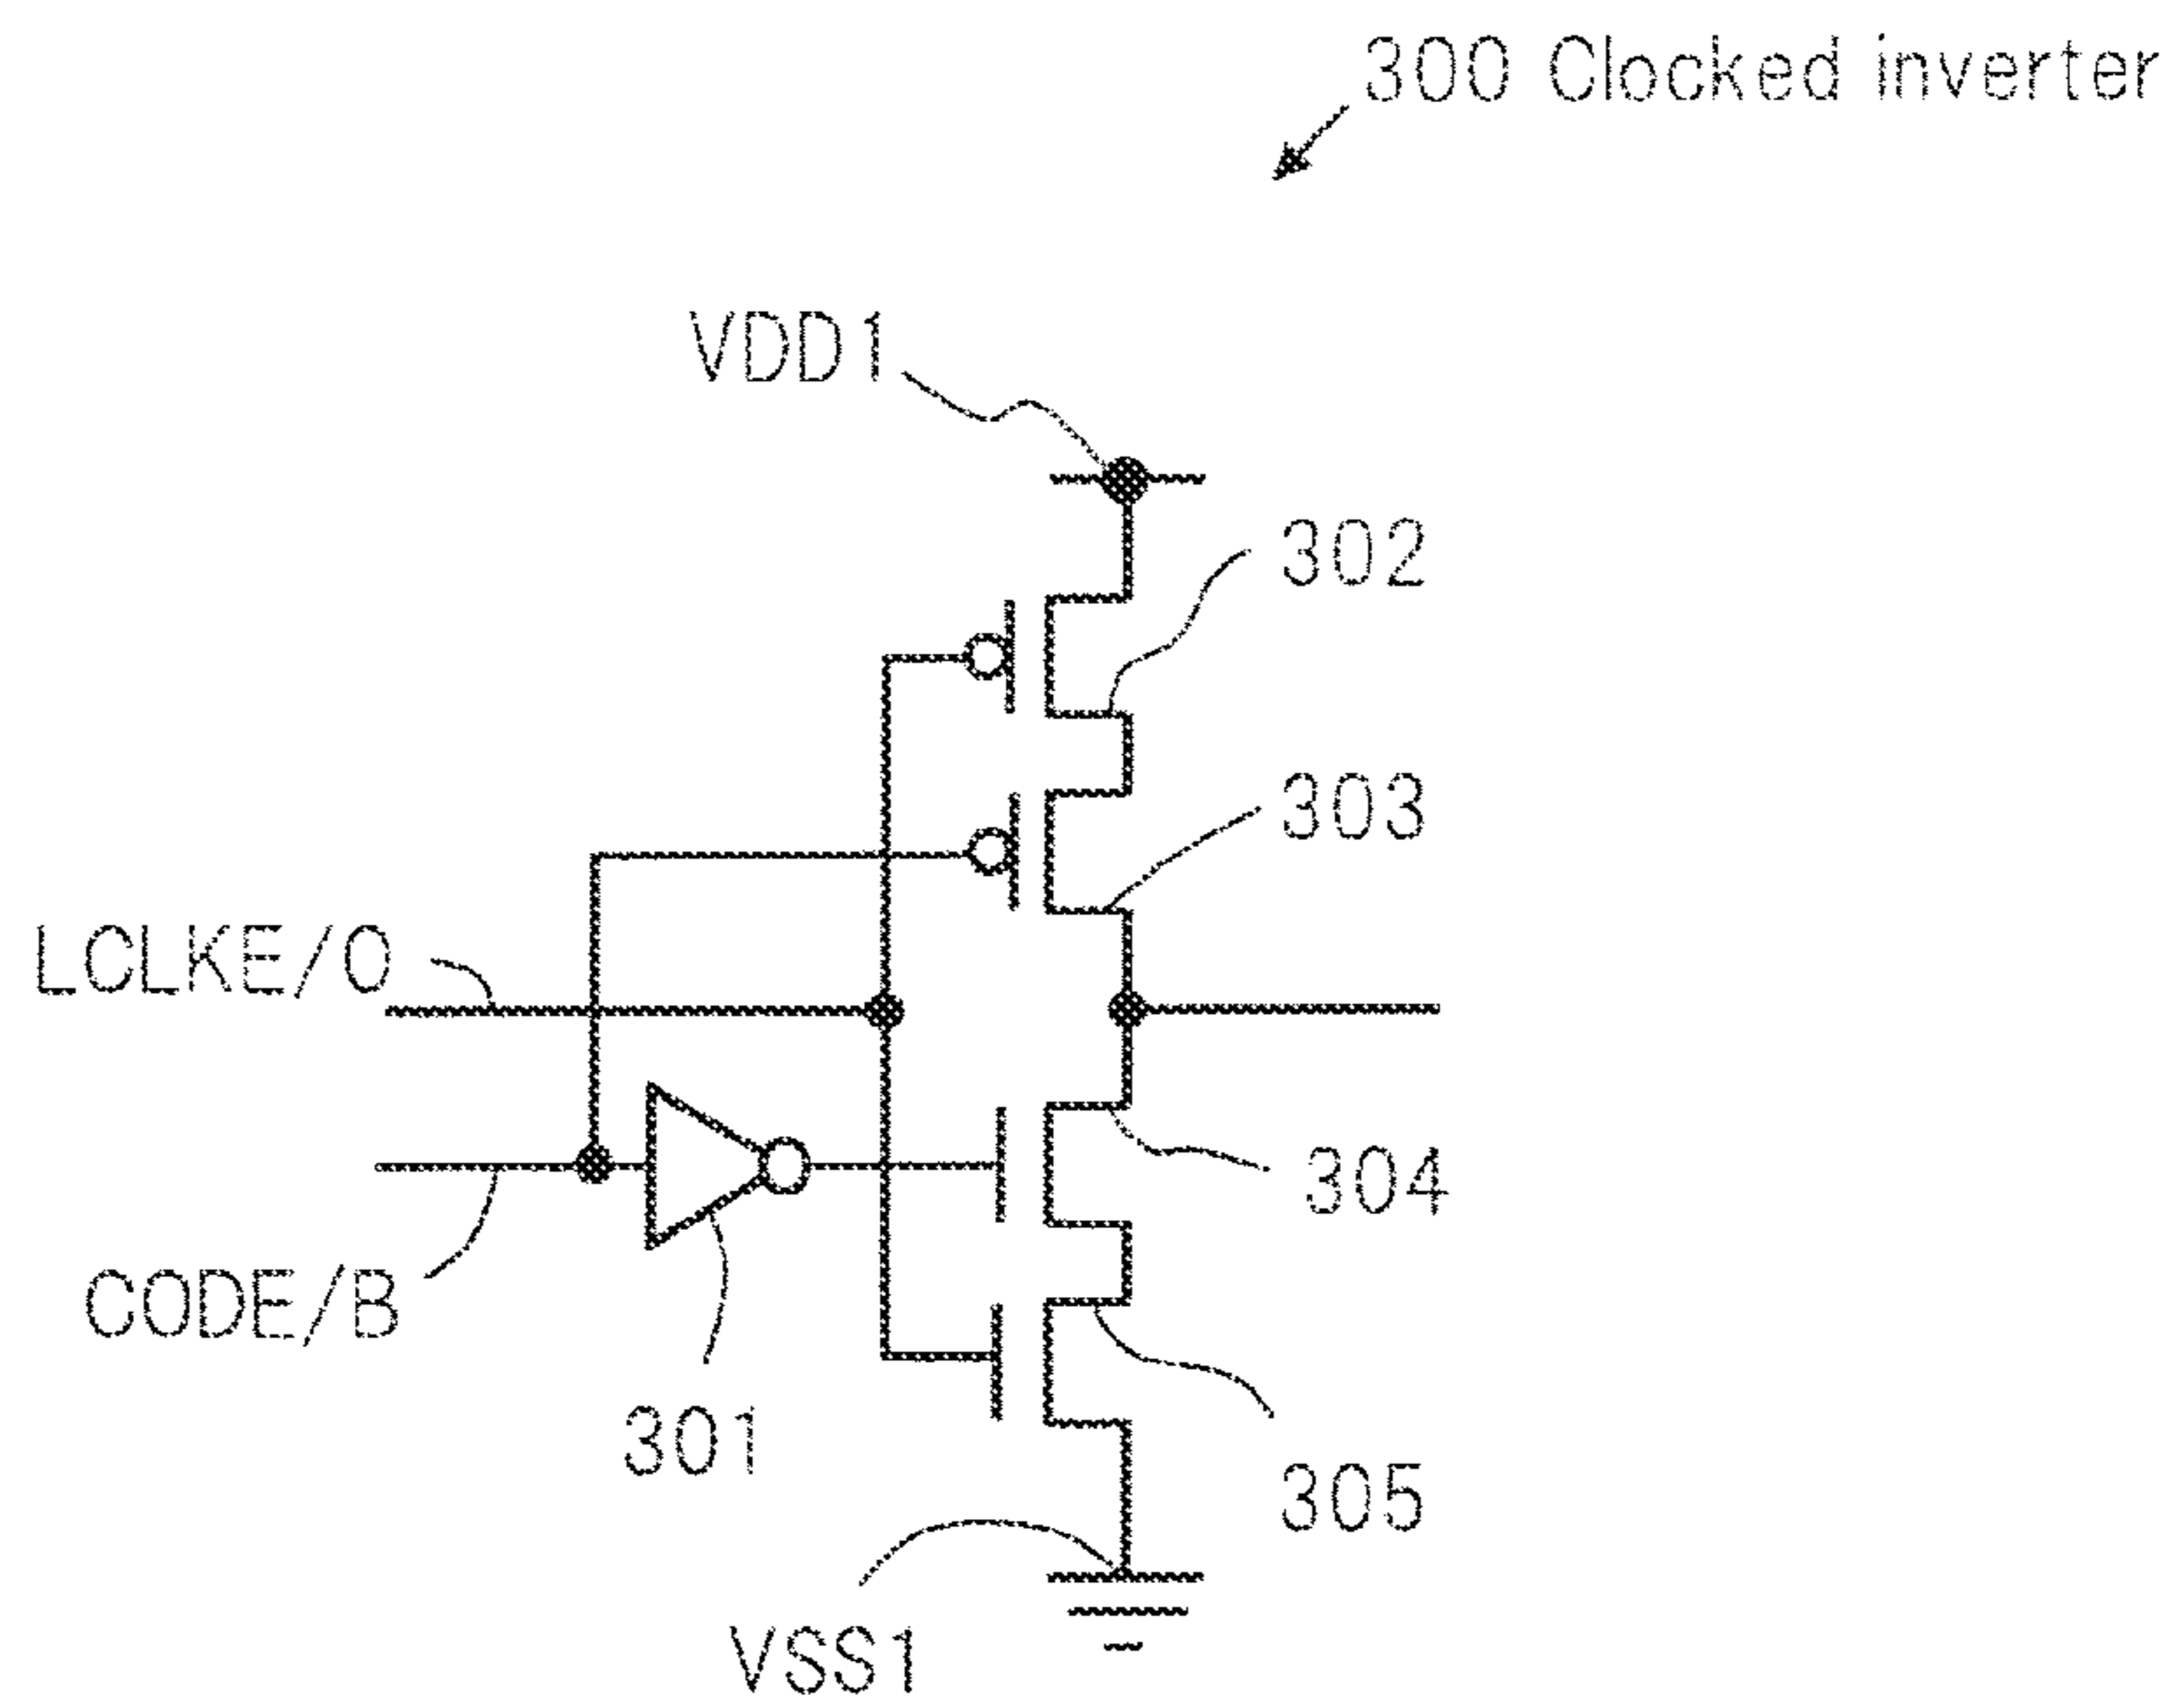 300 Clocked inverter
VDD1
302
303
LCLKE/O
304
CODE/B
301
305
VSS1